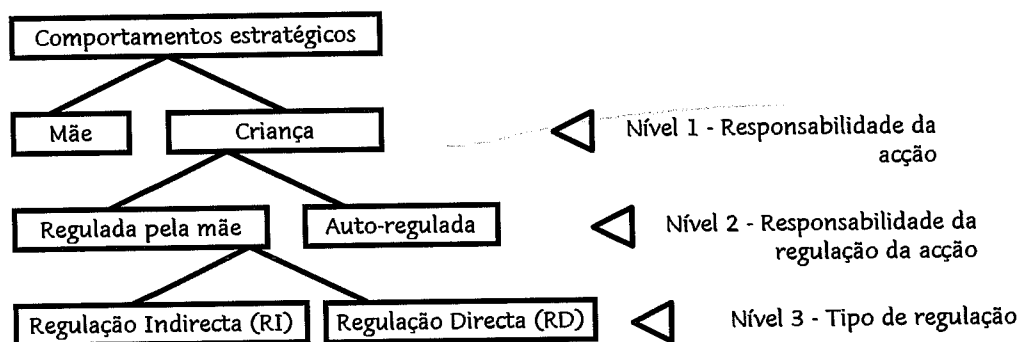 Comportamentos estratégicos
Mãe
Criança
Nível 1 - Responsabilidade da
acção
Regulada pela mãe
Auto-regulada
Nível 2 - Responsabilidade da
regulação da acção
Regulação Indirecta (RI)
Regulação Directa (RD)
Nível 3 - Tipo de regulação